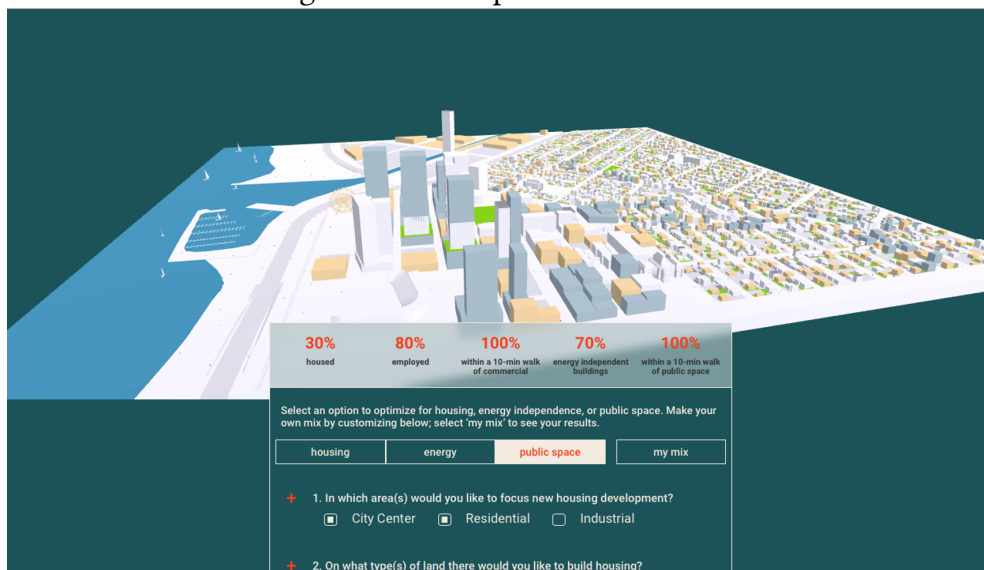 30%
80%
100%
70%
100%
housed
employed
within a 10-min walk
of commercial
energy independent
buildings
within a 10-min walk
of public space
Select an option to optimize for housing, energy independence, or public space. Make your
own mix by customizing below; select ‘my mix’ to see your results.
housing
energy
public space
my mix
+ 1. In which area(s) would you like to focus new housing development?
City Center
Residential
Industrial
+ 2. On what type(s) of land there would you like to build housing?